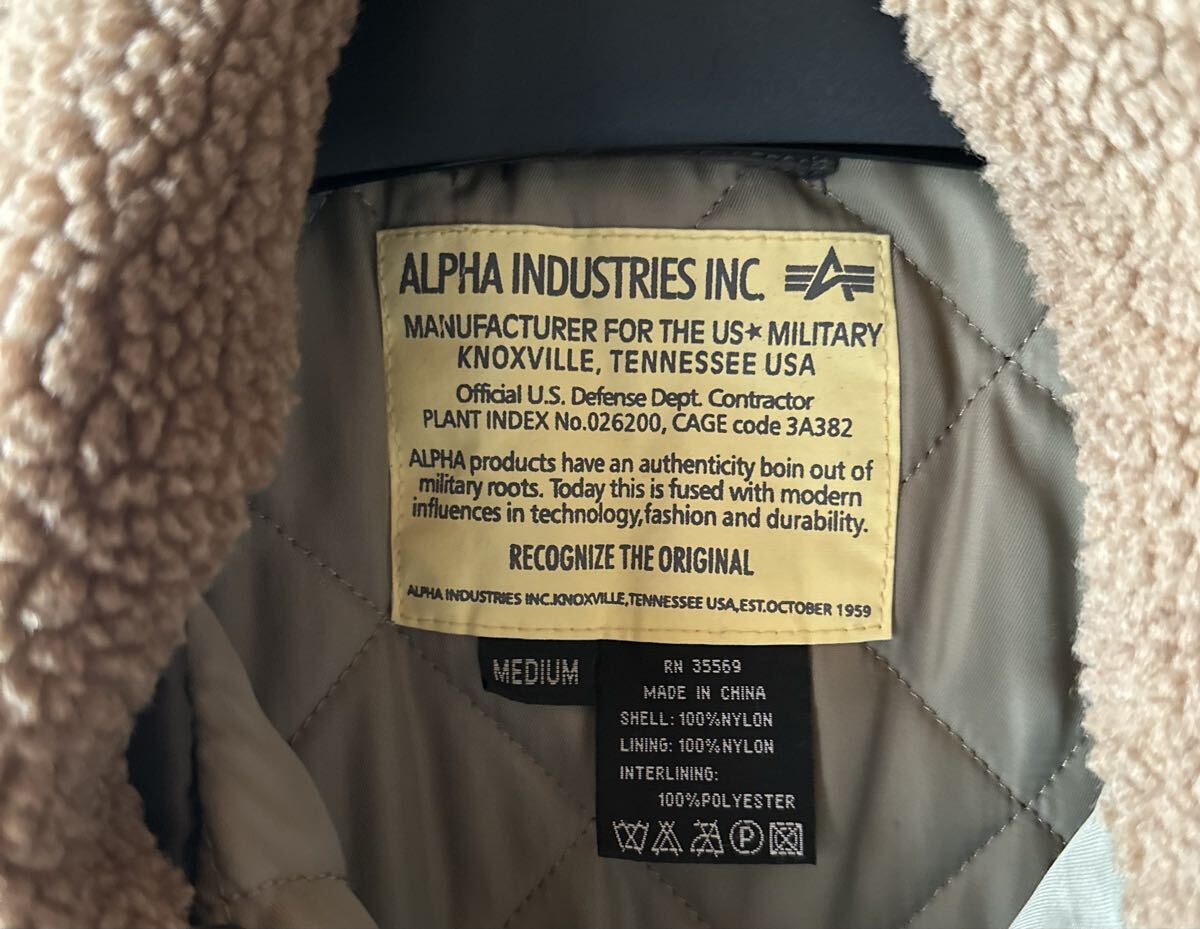 ALPHA INDUSTRIES INC.
MANUFACTURER FOR THE US★MILITARY
KNOXVILLE, TENNESSEE USA
Official U.S. Defense Dept. Contractor
PLANT INDEX No.026200, CAGE code 3A382
ALPHA products have an authenticity boin out of
military roots. Today this is fused with modern
influences in technology,fashion and durability.
RECOGNIZE THE ORIGINAL
ALPHA INDUSTRIES INC.KNOXVILLE,TENNESSEE USA,EST.OCTOBER 1959
MEDIUM
RN 35569
MADE IN CHINA
SHELL: 100%NYLON
LINING: 100%NYLON
INTERLINING:
100%POLYESTER
P